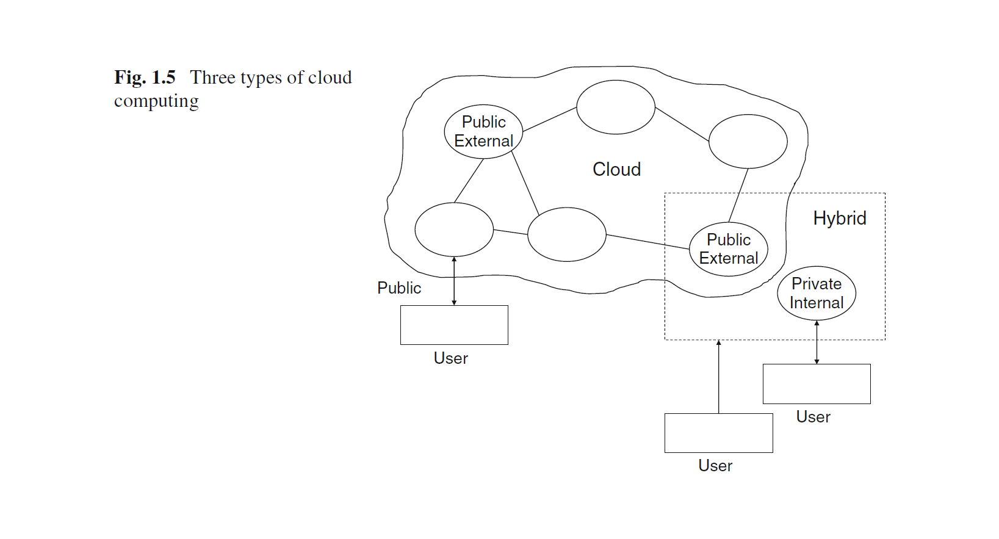 Fig. 1.5 Three types of cloud
computing
Public
External
Cloud
Hybrid
Public
External
Private
Internal
Public
User
User
User